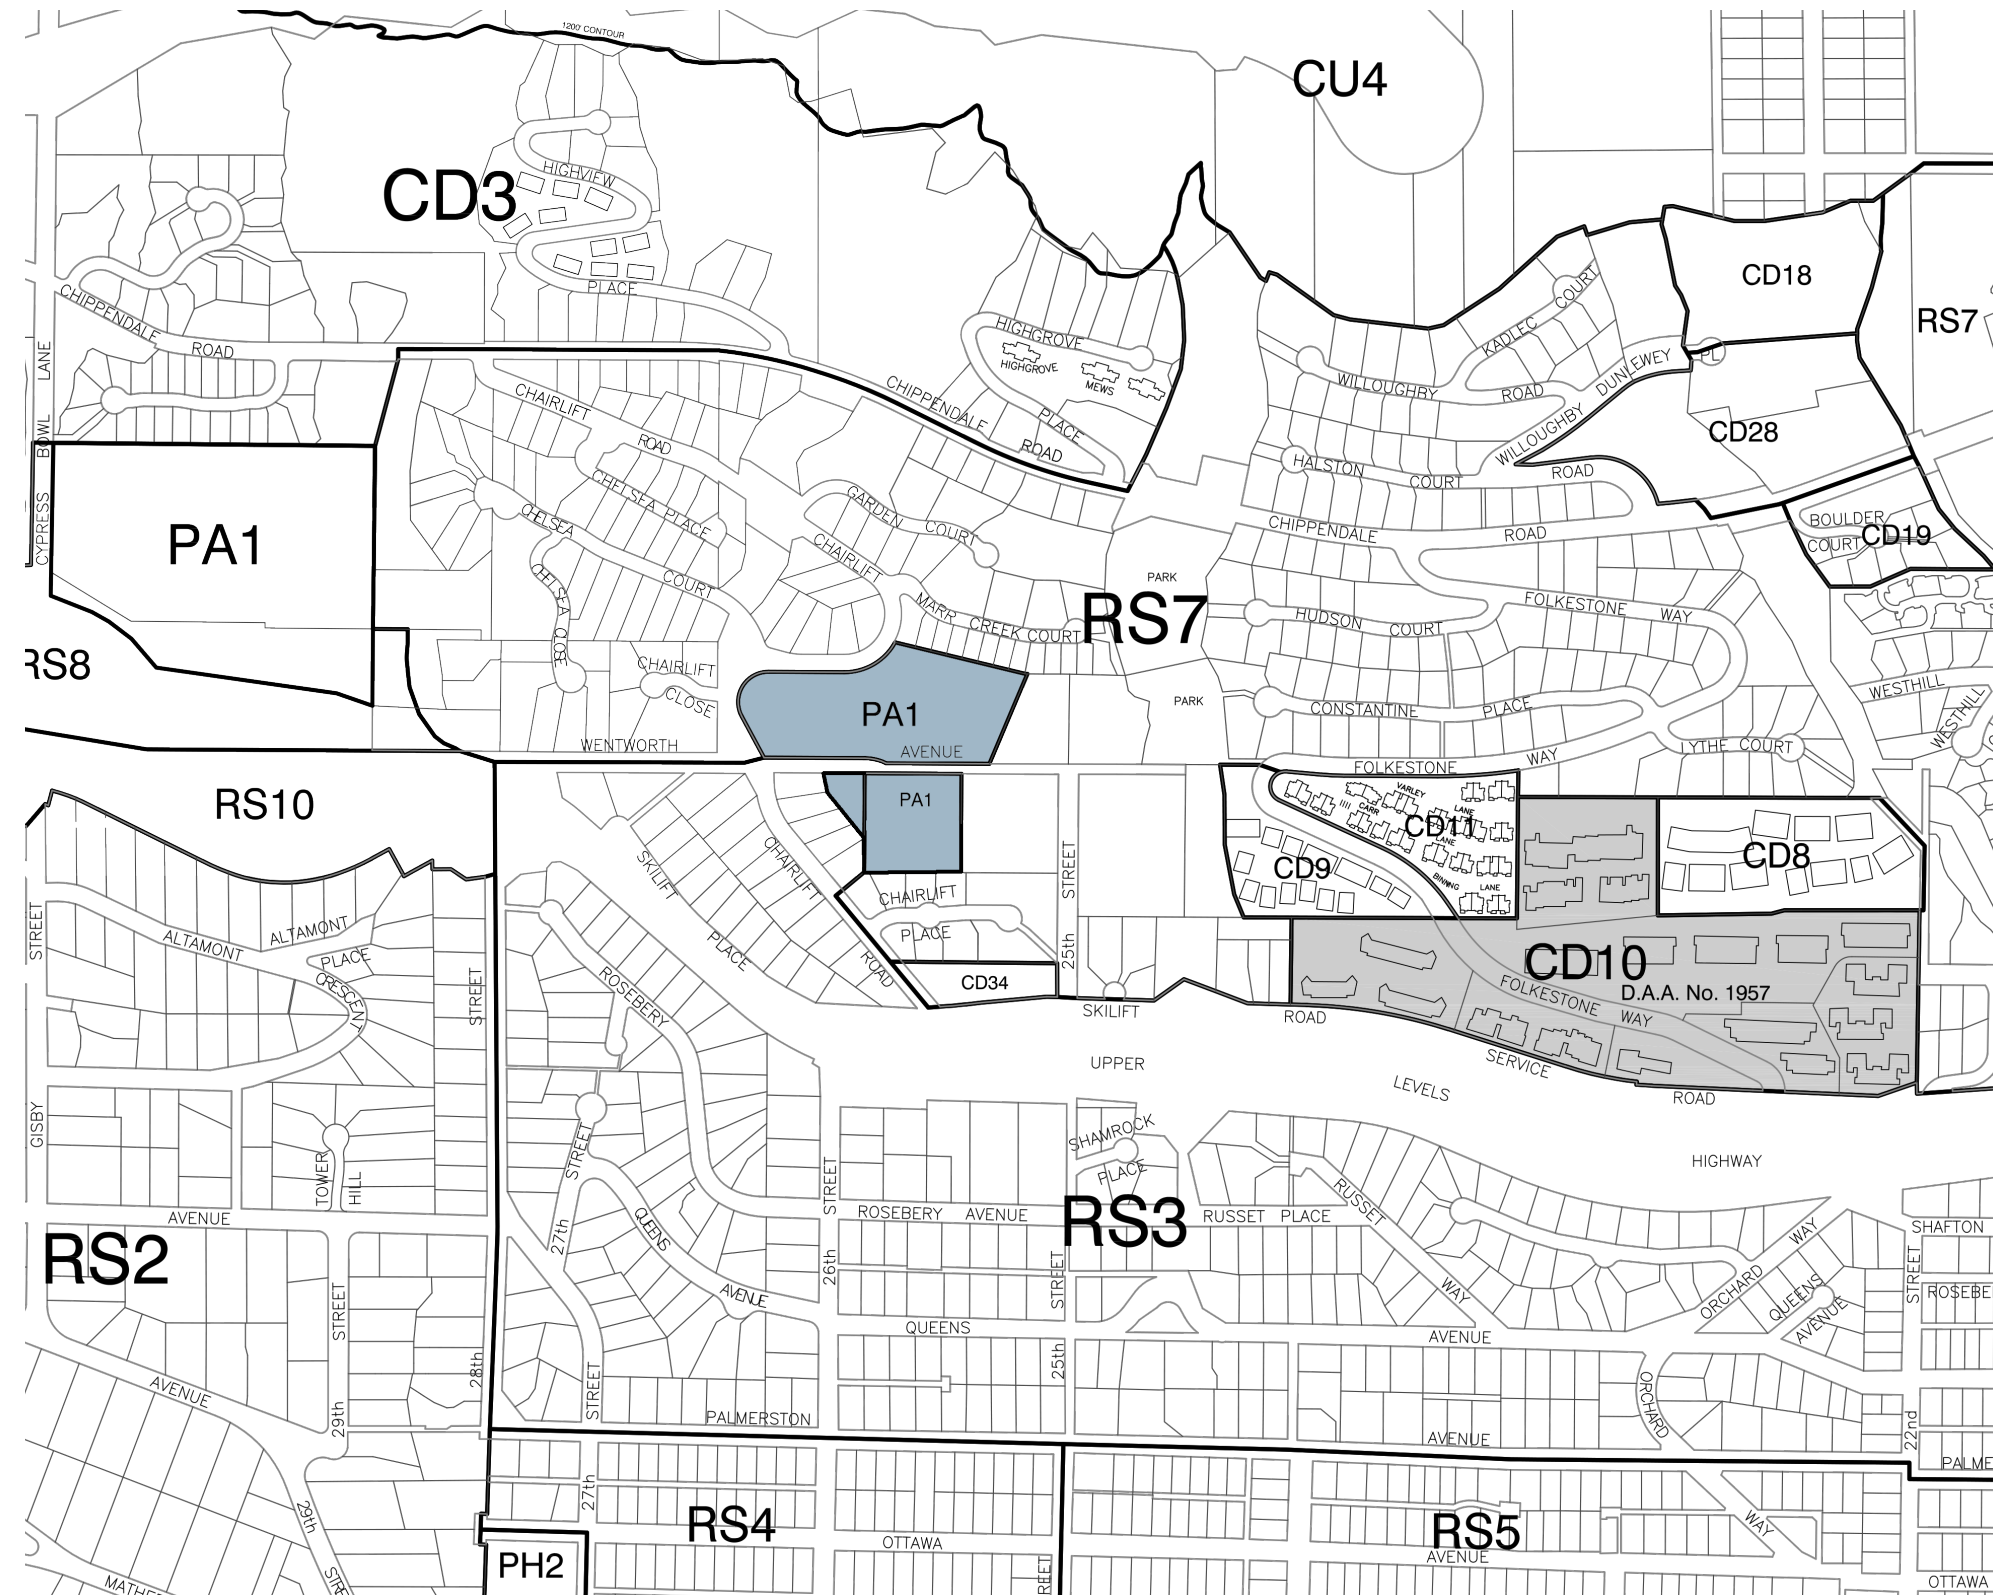 1200' CONTOUR
CU4
CD3
HIGHVIEW
PLACE
CD18
RS7
CHIPPENDALE
ROAD
LANE
BOWL
CYPRESS
HIGHGROVE
HIGHGROVE
MEWS
PLACE
CHIPPENDALE
ROAD
KADLEC
COURT
WILLOUGHBY
ROAD
DUNLEWEY
PL
WILLOUGHBY
CD28
HALSTON
COURT
ROAD
CHAIRLIFT
ROAD
CHELSEA PLACE
GARDEN COURT
CHELSEA
COURT
CHELSEA
CLOSE
CHAIRLIFT
CHIPPENDALE
ROAD
BOULDER
COURT
CD19
PA1
RS8
PARK
RS7
MARR CREEK COURT
HUDSON COURT
FOLKESTONE WAY
CHAIRLIFT
CLOSE
PA1
PARK
CONSTANTINE PLACE
WESTHILL
WESTHILL
LYTHE COURT
WENTWORTH
AVENUE
FOLKESTONE
WAY
RS10
PA1
VARLEY
LANE
CARR
LANE
CD11
BINNING
LANE
CD9
CD8
SKILIFT
PLACE
CHAIRLIFT
ROAD
CHAIRLIFT
PLACE
25th
STREET
CD34
CD10
D.A.A. No. 1957
FOLKESTONE
WAY
STREET
ALTAMONT
ALTAMONT
PLACE
CRESCENT
STREET
ROSEBERY
SKILIFT
ROAD
SERVICE
ROAD
UPPER
LEVELS
HIGHWAY
GISBY
TOWER
HILL
STREET
27th
QUEENS
AVENUE
STREET
26th
SHAMROCK
PLACE
AVENUE
RS2
ROSEBERY AVENUE
RS3
RUSSET PLACE
RUSSET
WAY
WAY
ORCHARD
QUEENS
AVENUE
SHAFTON
STREET
ROSEBE
STREET
29th
28th
STREET
25th
QUEENS
AVENUE
AVENUE
STREET
PALMERSTON
AVENUE
ORCHARD
22nd
PALME
29th
STRE
27th
RS4
RS5
WAY
OTTAWA
AVENUE
OTTAWA
PH2
REET
MATHE